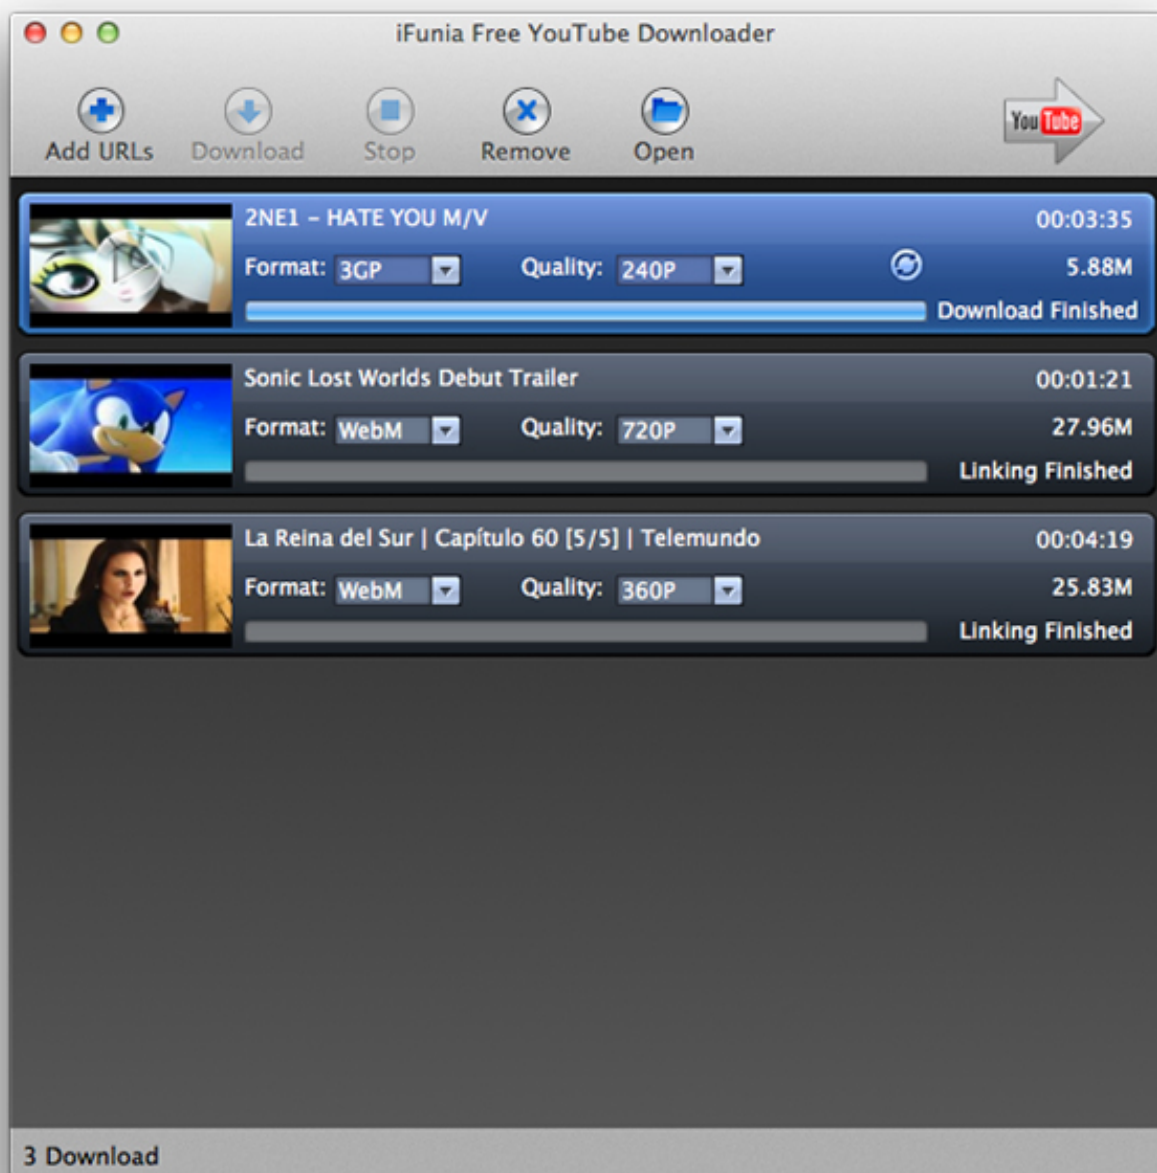 iFunia Free YouTube Downloader
Add URLs Download Stop Remove Open
You Tube
2NE1 – HATE YOU M/V 00:03:35
Format: 3GP Quality: 240P 5.88M
Download Finished
Sonic Lost Worlds Debut Trailer 00:01:21
Format: WebM Quality: 720P 27.96M
Linking Finished
La Reina del Sur | Capítulo 60 [5/5] | Telemundo 00:04:19
Format: WebM Quality: 360P 25.83M
Linking Finished
3 Download